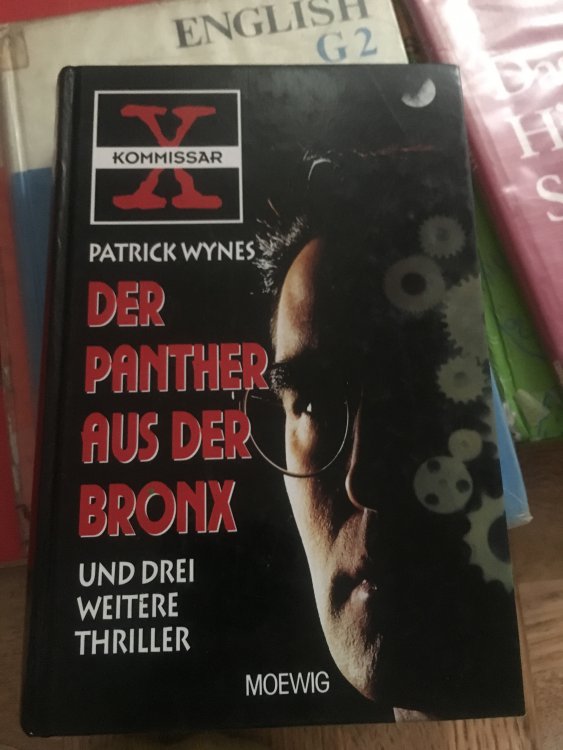 ENGLISH
G 2
X
KOMMISSAR
PATRICK WYNES
DER
PANTHER
AUS DER
BRONX
UND DREI
WEITERE
THRILLER
MOEWIG